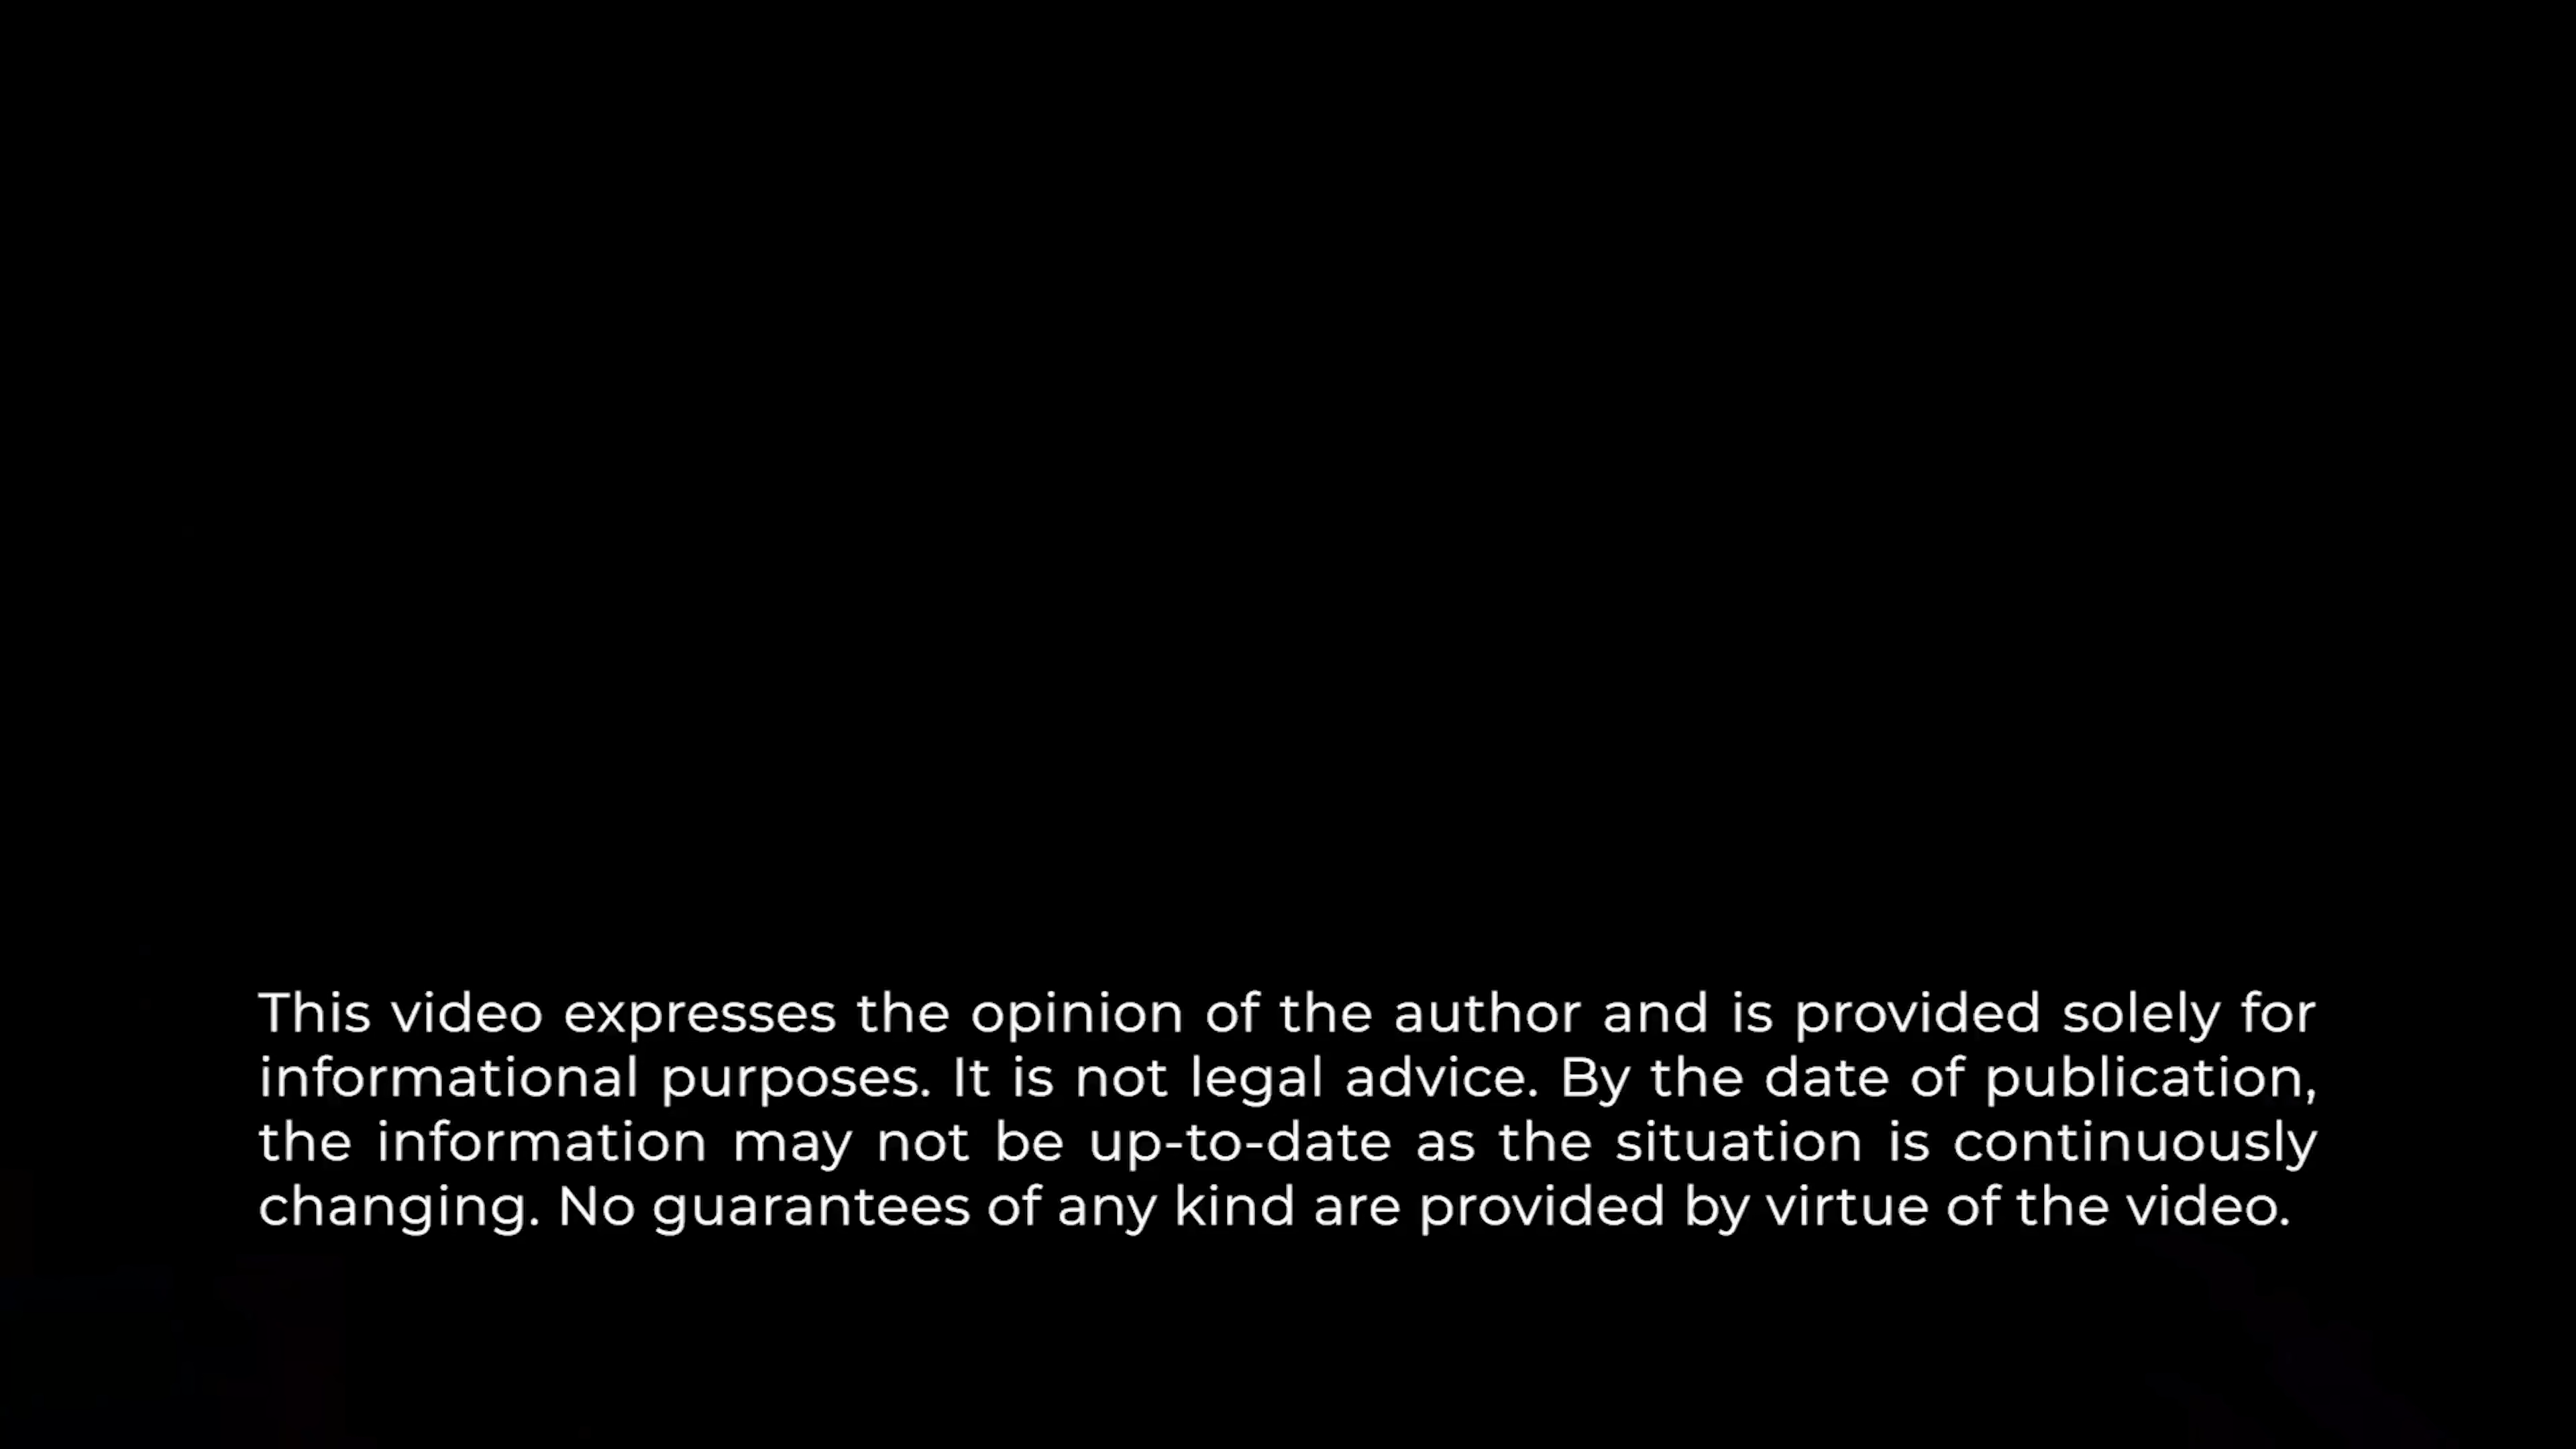 This video expresses the opinion of the author and is provided solely for
informational purposes. It is not legal advice. By the date of publication,
the information may not be up-to-date as the situation is continuously
changing. No guarantees of any kind are provided by virtue of the video.